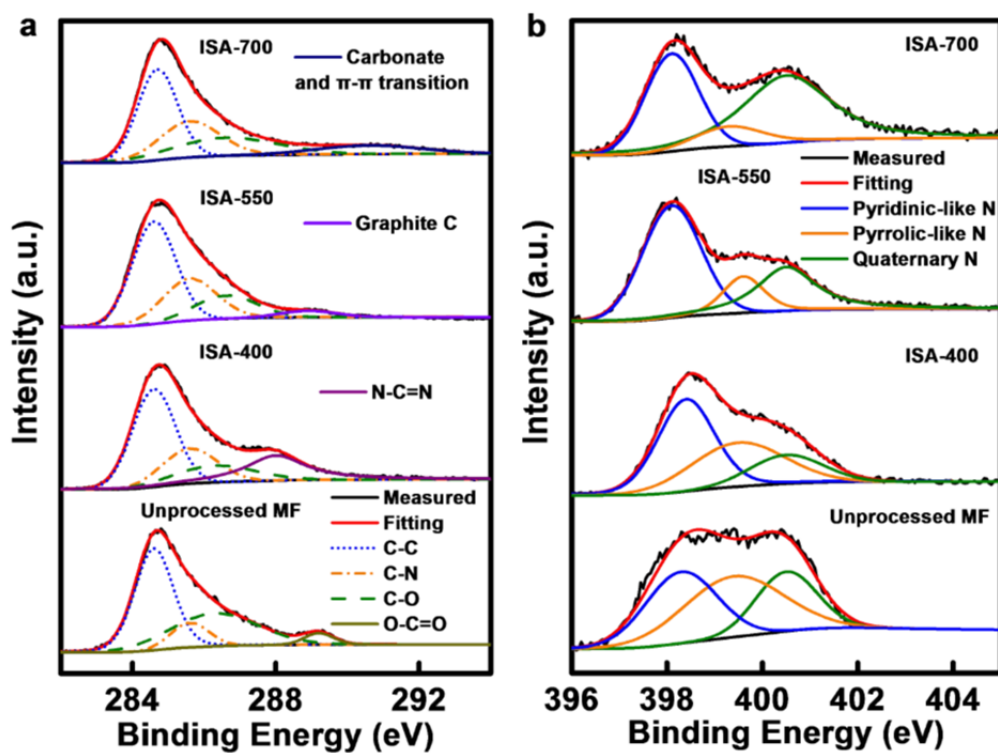 a
ISA-700
Carbonate
and π-π transition
ISA-550
Graphite C
ISA-400
N-C=N
Unprocessed MF
Measured
Fitting
C-C
C-N
C-O
O-C=O
Intensity (a.u.)
284 288 292
Binding Energy (eV)
b
ISA-700
Measured
Fitting
Pyridinic-like N
Pyrrolic-like N
Quaternary N
ISA-550
ISA-400
Unprocessed MF
Intensity (a.u.)
396 398 400 402 404
Binding Energy (eV)